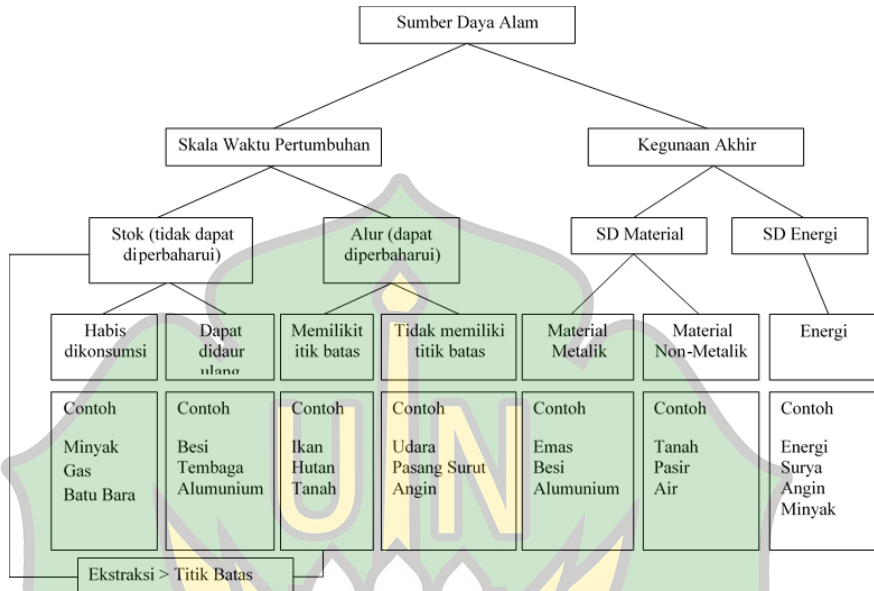 Sumber Daya Alam
Skala Waktu Pertumbuhan
Kegunaan Akhir
Stok (tidak dapat
diperbaharui)
Alur (dapat
diperbaharui)
SD Material
SD Energi
Habis
dikonsumsi
Dapat
didaur
ulang
Memilikit
itik batas
Tidak memiliki
titik batas
Material
Metalik
Material
Non-Metalik
Energi
Contoh
Minyak
Gas
Batu Bara
Contoh
Besi
Tembaga
Alumunium
Contoh
Ikan
Hutan
Tanah
Contoh
Udara
Pasang Surut
Angin
Contoh
Emas
Besi
Alumunium
Contoh
Tanah
Pasir
Air
Contoh
Energi
Surya
Angin
Minyak
Ekstraksi > Titik Batas
UIN